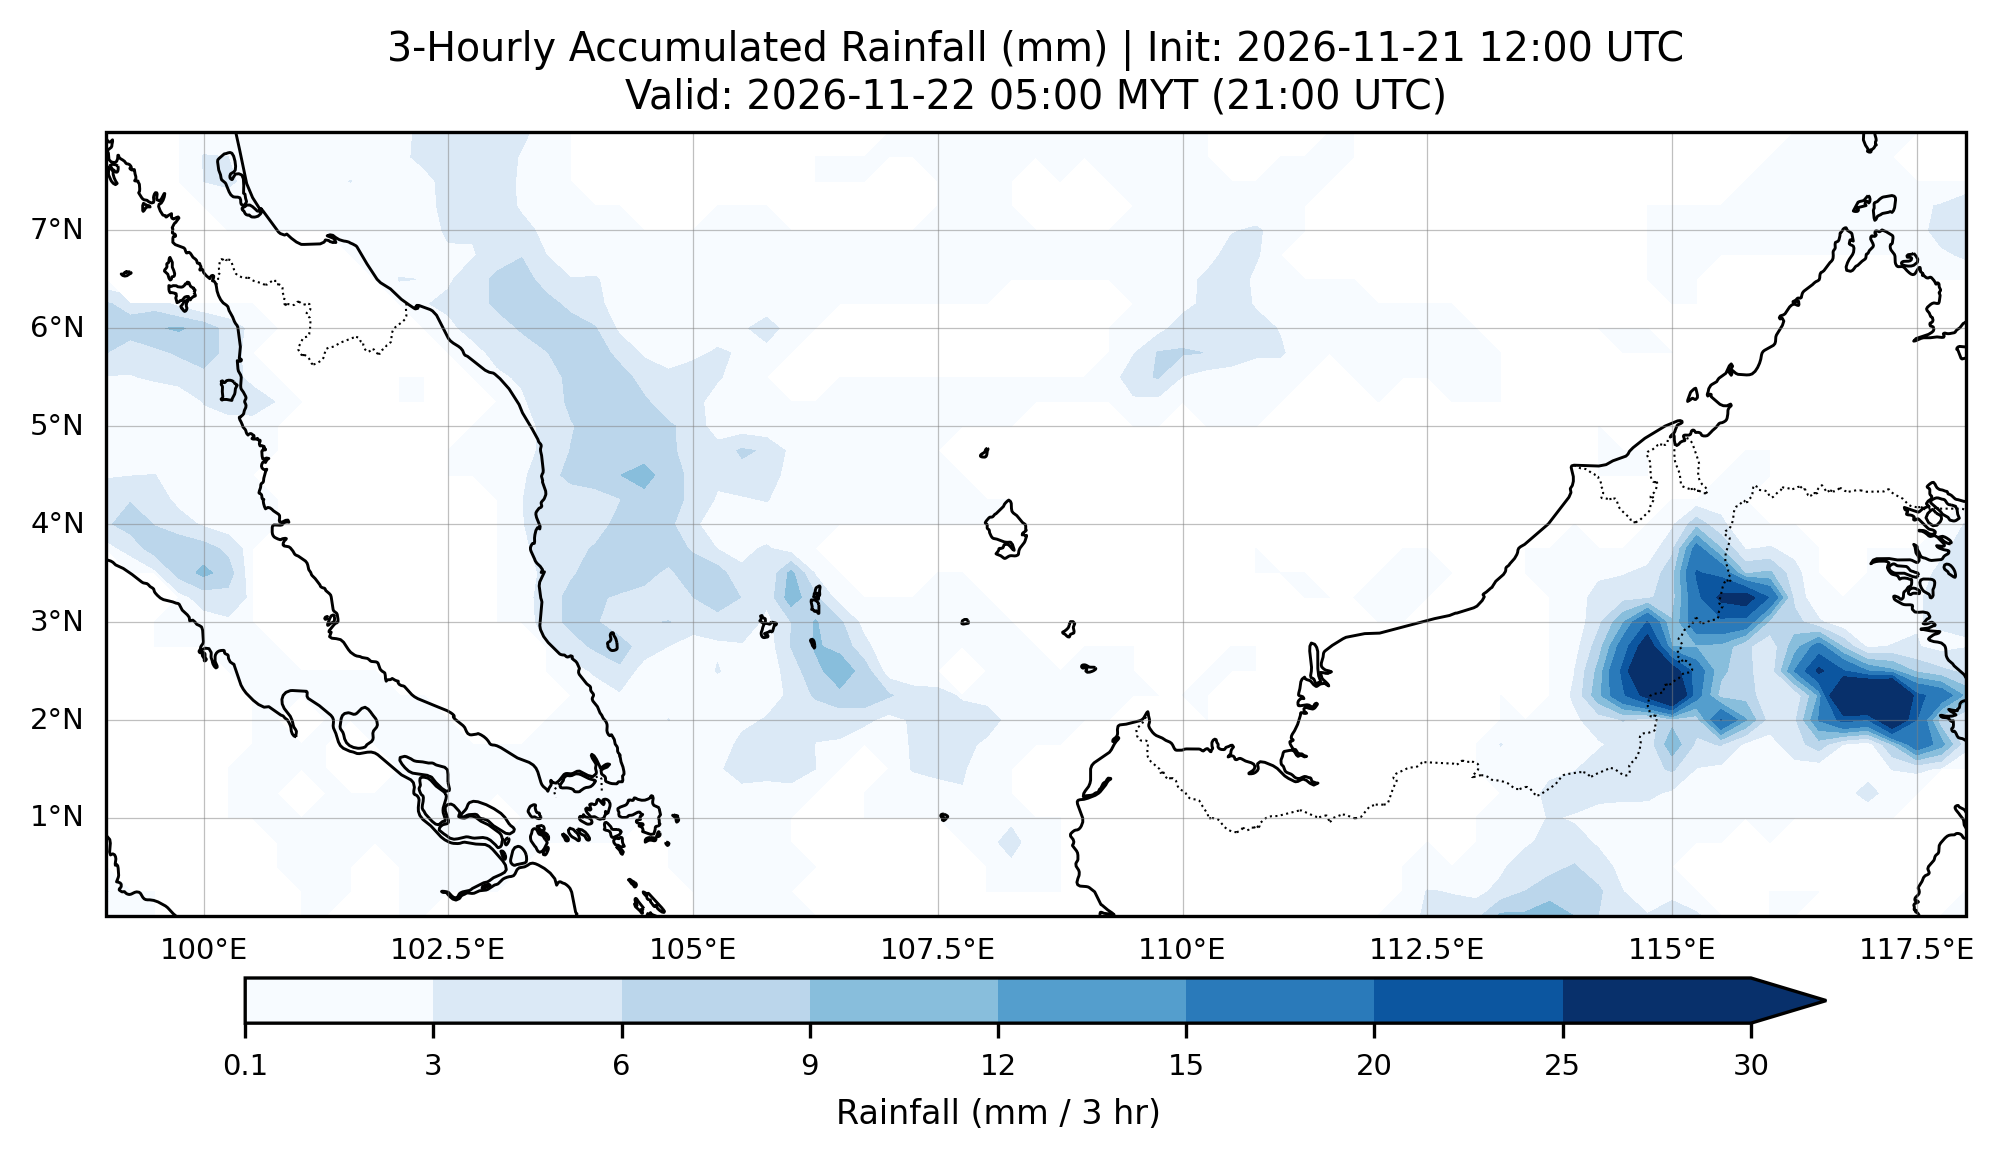 3-Hourly Accumulated Rainfall (mm) | Init: 2026-11-21 12:00 UTC
Valid: 2026-11-22 05:00 MYT (21:00 UTC)
7°N
6°N
5°N
4°N
3°N
2°N
1°N
100°E 102.5°E 105°E 107.5°E 110°E 112.5°E 115°E 117.5°E
0.1 3 6 9 12 15 20 25 30
Rainfall (mm / 3 hr)